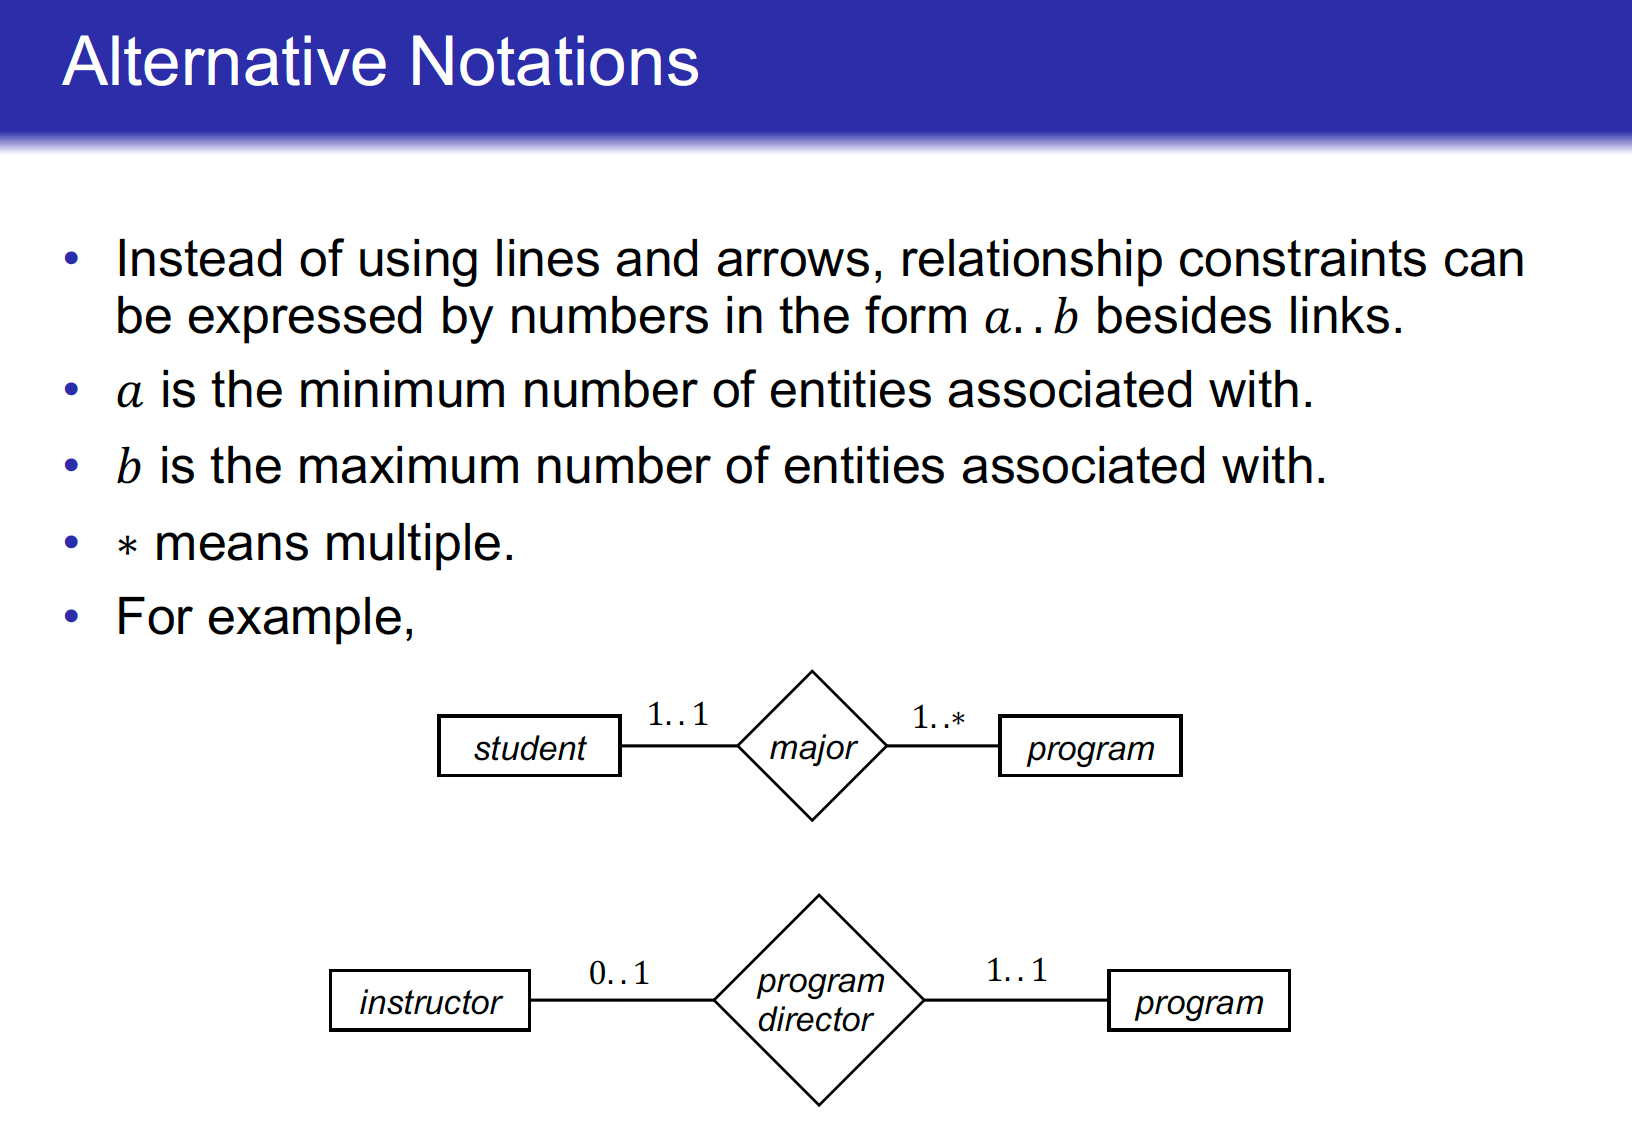 Alternative Notations
• Instead of using lines and arrows, relationship constraints can
be expressed by numbers in the form a..b besides links.
• a is the minimum number of entities associated with.
• b is the maximum number of entities associated with.
• * means multiple.
• For example,
student 1..1 major 1..* program
instructor 0..1 program director 1..1 program